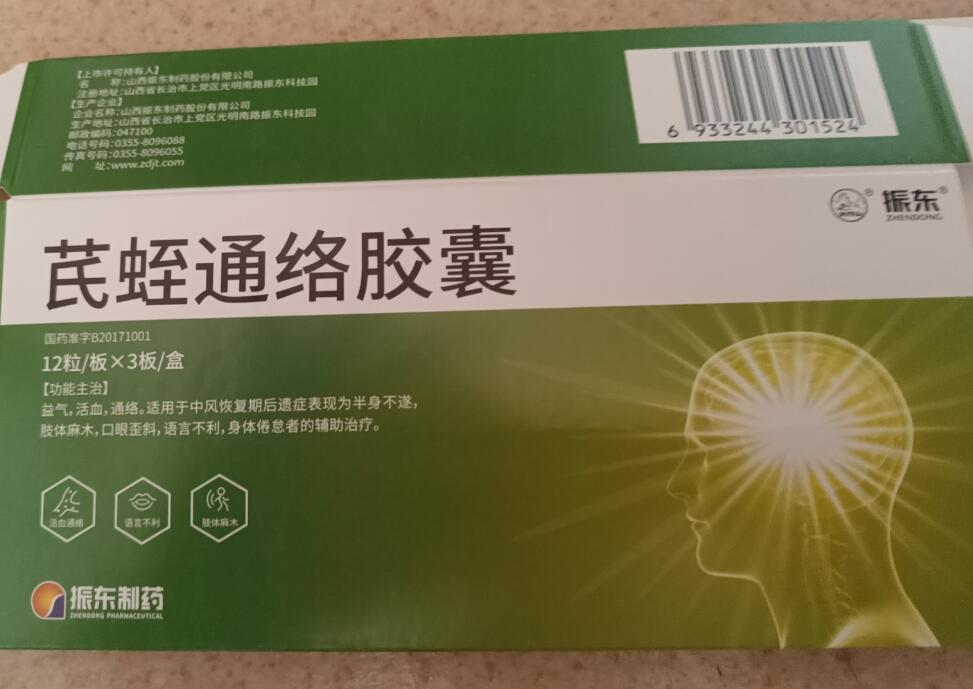 【上市许可持有人】
名 称:山西振东制药股份有限公司
注册地址:山西省长治市上党区光明南路振东科技园
【生产企业】
企业名称:山西振东制药股份有限公司
生产地址:山西省长治市上党区光明南路振东科技园
邮政编码:047100
电话号码:0355-8096088
传真号码:0355-8096055
网 址:www.zdjt.com
6 933244 301524
振东®
ZHENDONG
芪蛭通络胶囊
国药准字B20171001
12粒/板×3板/盒
【功能主治】
益气,活血,通络。适用于中风恢复期后遗症表现为半身不遂,
肢体麻木,口眼歪斜,语言不利,身体倦怠者的辅助治疗。
活血通络
语言不利
肢体麻木
振东制药
ZHENDONG PHARMACEUTICAL